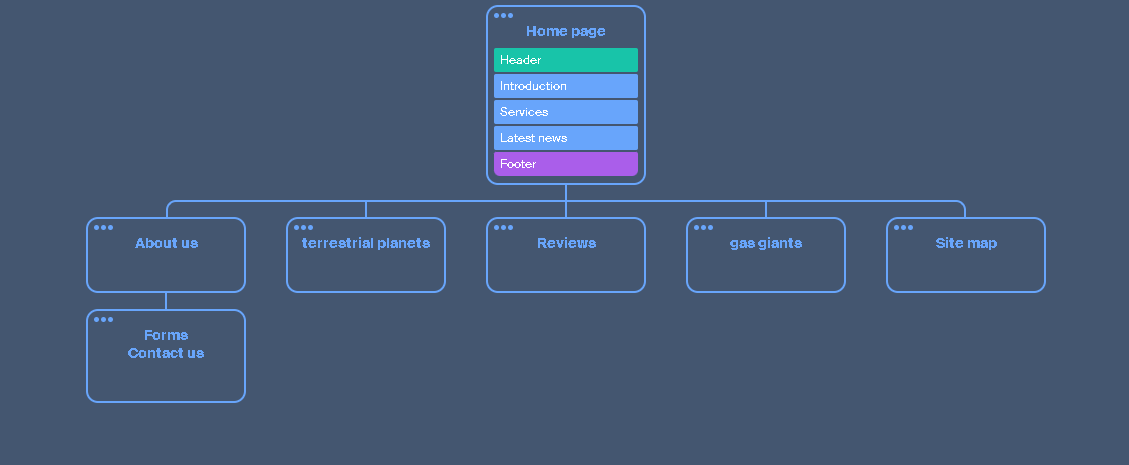 Home page
Header
Introduction
Services
Latest news
Footer
About us
terrestrial planets
Reviews
gas giants
Site map
Forms
Contact us